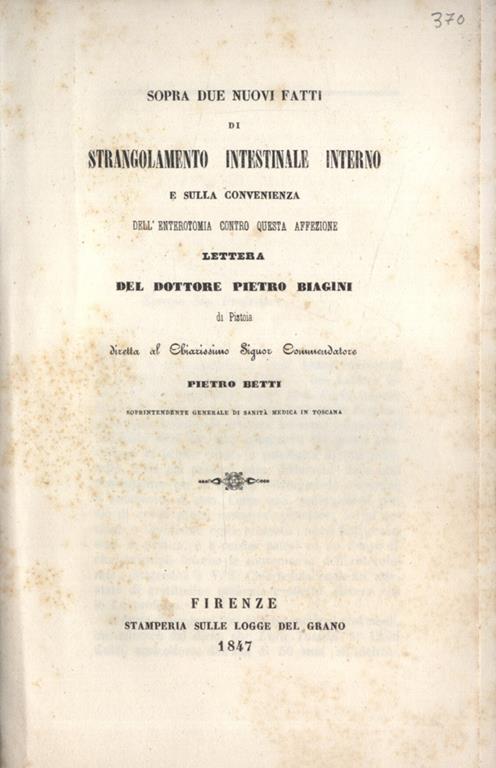 370
SOPRA DUE NUOVI FATTI
DI
STRANGOLAMENTO INTESTINALE INTERNO
E SULLA CONVENIENZA
DELL' ENTEROTOMIA CONTRO QUESTA AFFEZIONE
LETTERA
DEL DOTTORE PIETRO BIAGINI
di Pistoia
diretta al Chiarissimo Signor Commendatore
PIETRO BETTI
SOPRINTENDENTE GENERALE DI SANITÀ MEDICA IN TOSCANA
FIRENZE
STAMPERIA SULLE LOGGE DEL GRANO
1847